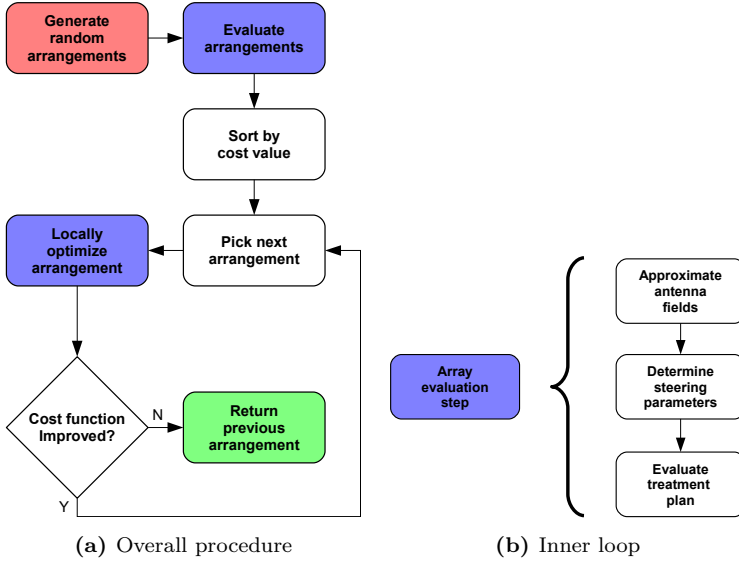 Generate
random
arrangements
Evaluate
arrangements
Sort by
cost value
Locally
optimize
arrangement
Pick next
arrangement
Cost function
Improved?
N
Return
previous
arrangement
Y
(a) Overall procedure
Array
evaluation
step
Approximate
antenna
fields
Determine
steering
parameters
Evaluate
treatment
plan
(b) Inner loop